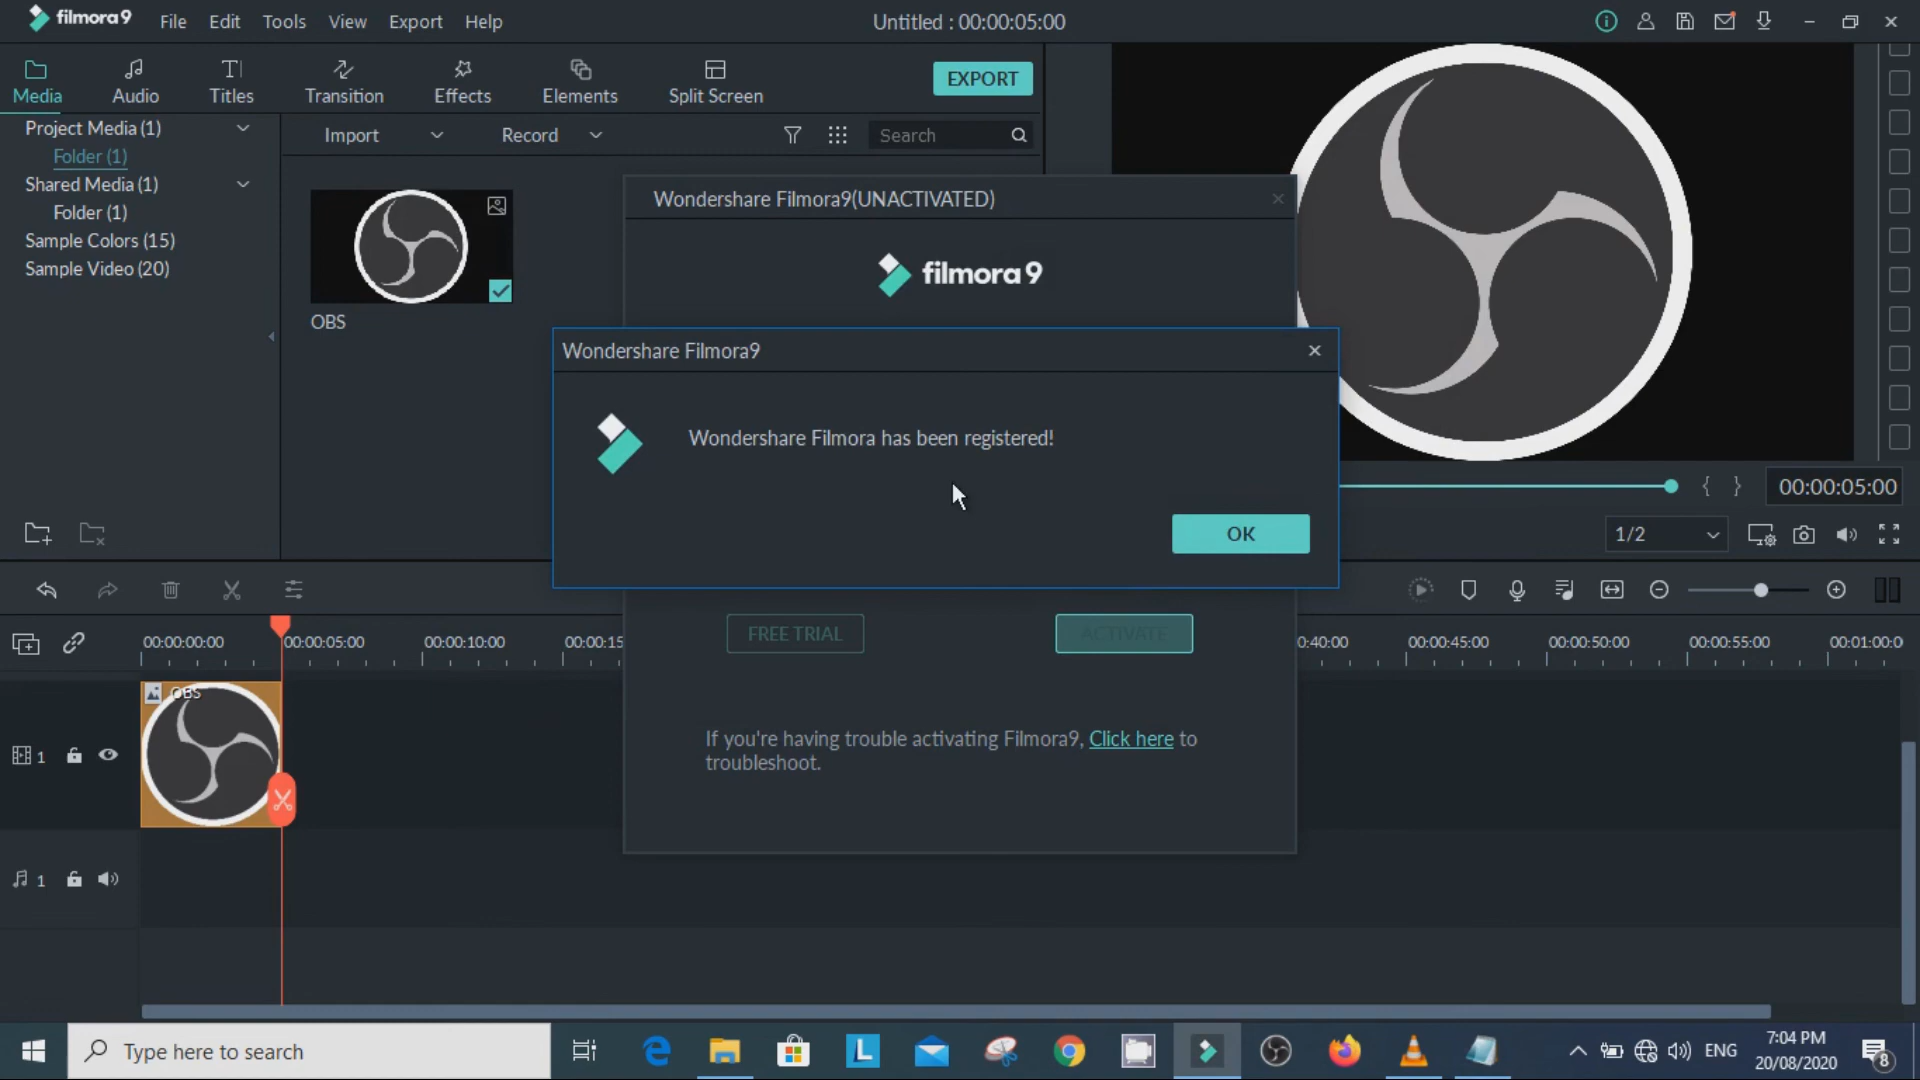 filmora9 File Edit Tools View Export Help Untitled : 00:00:05:00
Media Audio Titles Transition Effects Elements Split Screen EXPORT
Project Media (1)
Folder (1)
Shared Media (1)
Folder (1)
Sample Colors (15)
Sample Video (20)
Import Record Search
OBS
Wondershare Filmora9(UNACTIVATED)
filmora9
Wondershare Filmora9
Wondershare Filmora has been registered!
OK
FREE TRIAL ACTIVATE
If you're having trouble activating Filmora9, Click here to
troubleshoot.
00:00:05:00
1/2
00:00:00:00 00:00:05:00 00:00:10:00 00:00:15 0:40:00 00:00:45:00 00:00:50:00 00:00:55:00 00:01:00:0
OBS
1
1
Type here to search
L
ENG
7:04 PM
20/08/2020
8